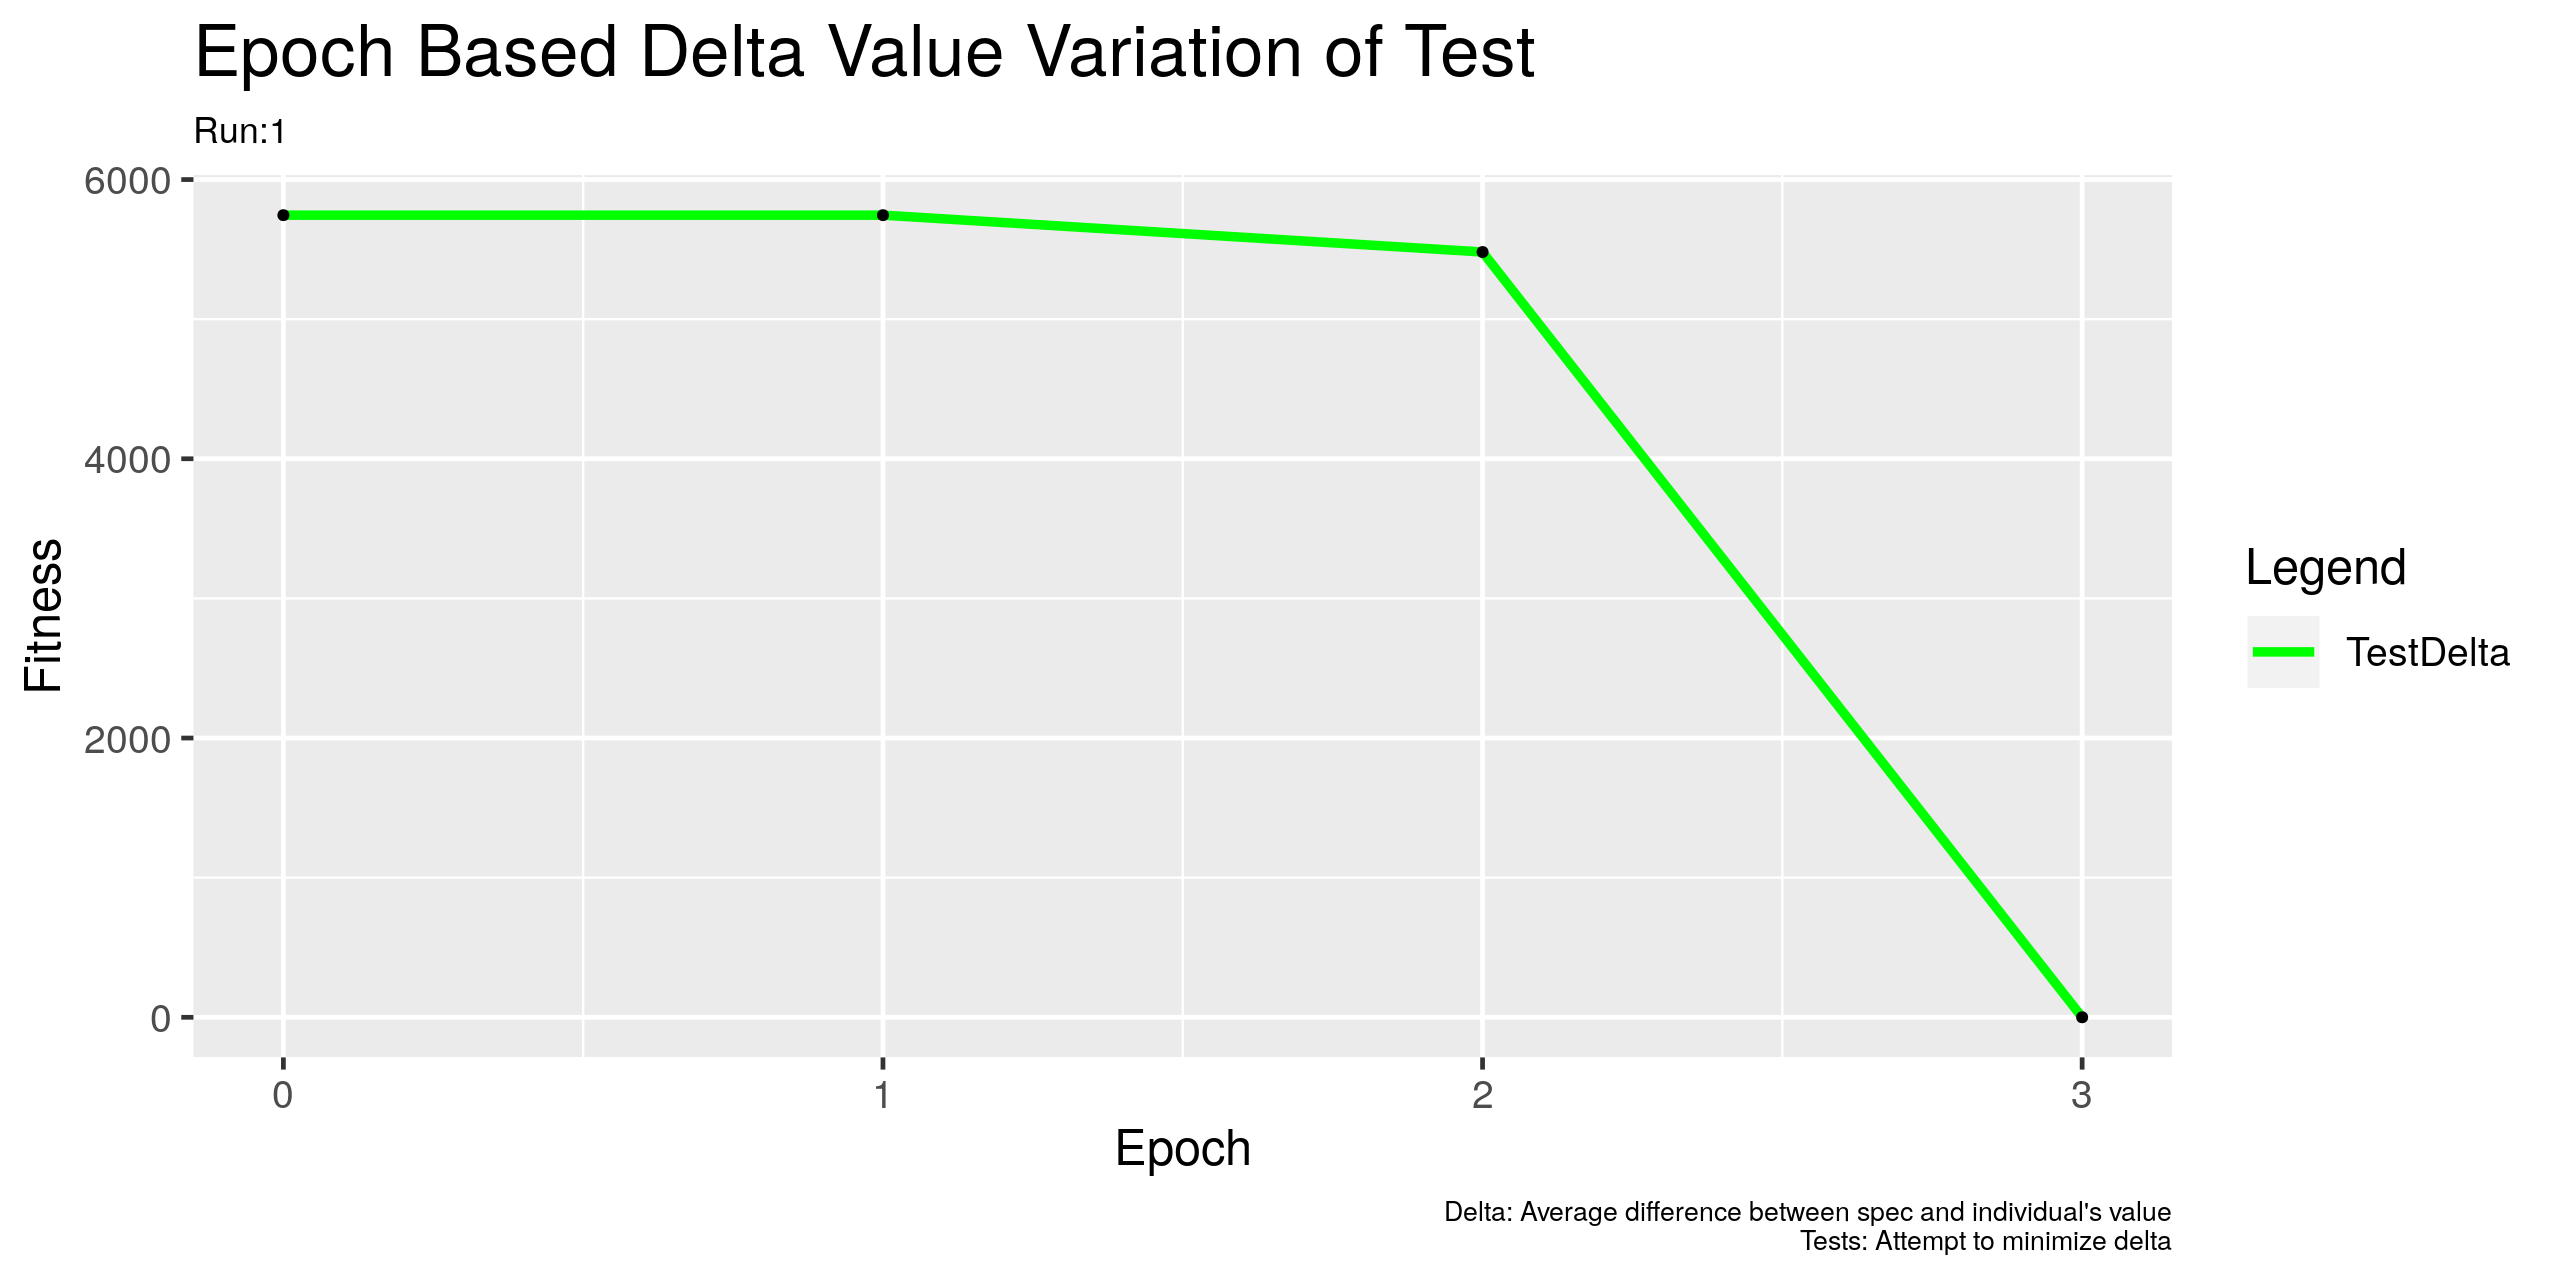 Epoch Based Delta Value Variation of Test
Run:1
6000
4000
2000
0
Fitness
0 1 2 3
Epoch
Legend
TestDelta
Delta: Average difference between spec and individual's value
Tests: Attempt to minimize delta